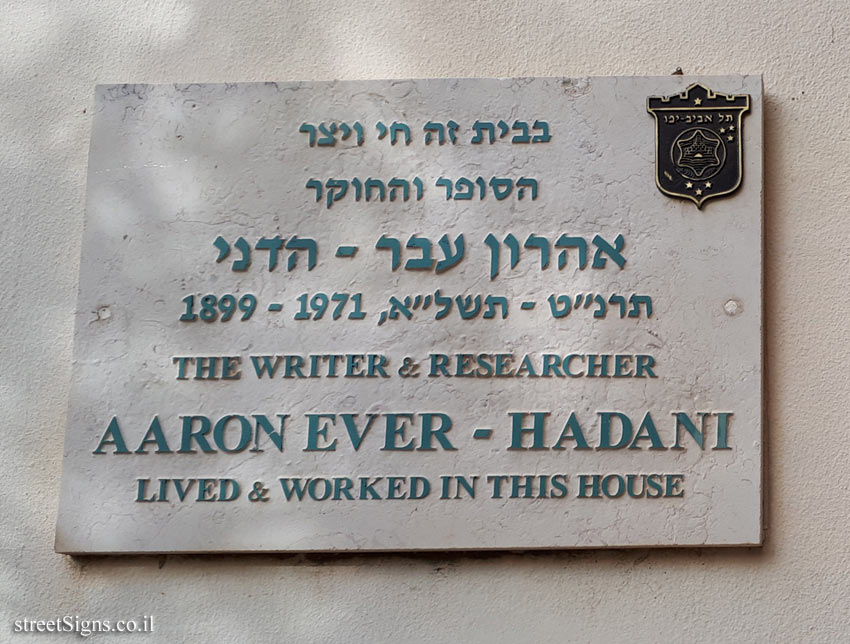 תל אביב-יפו
בבית זה חי ויצר
הסופר והחוקר
אהרון עבר - הדני
תרנ"ט - תשל"א, 1971 - 1899
THE WRITER & RESEARCHER
AARON EVER - HADANI
LIVED & WORKED IN THIS HOUSE
streetSigns.co.il